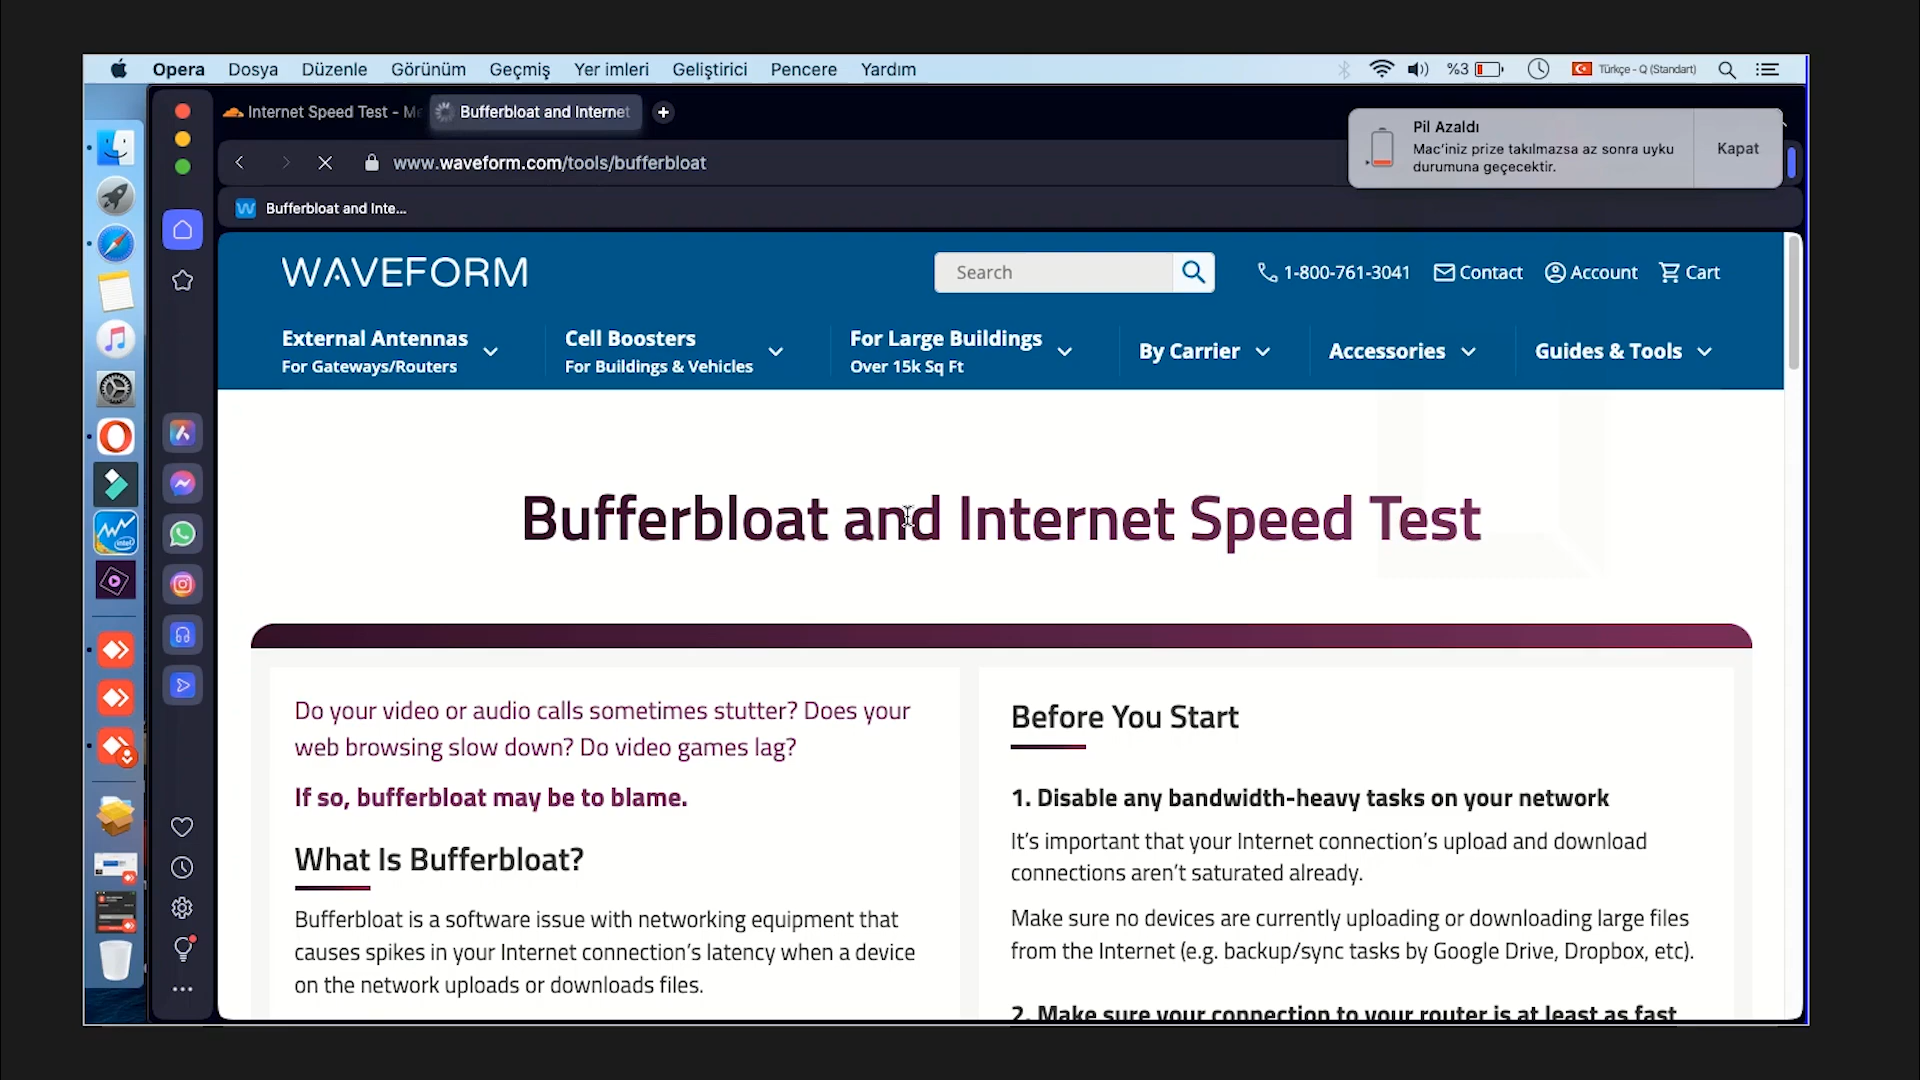 Opera Dosya Düzenle Görünüm Geçmiş Yer imleri Geliştirici Pencere Yardım %3 Türkçe - Q (Standart)
Internet Speed Test - Me Bufferbloat and Internet
Pil Azaldı
Mac'iniz prize takılmazsa az sonra uyku
durumuna geçecektir.
Kapat
www.waveform.com/tools/bufferbloat
Bufferbloat and Inte...
WAVEFORM
Search
1-800-761-3041 Contact Account Cart
External Antennas
For Gateways/Routers
Cell Boosters
For Buildings & Vehicles
For Large Buildings
Over 15k Sq Ft
By Carrier
Accessories
Guides & Tools
Bufferbloat and Internet Speed Test
Do your video or audio calls sometimes stutter? Does your
web browsing slow down? Do video games lag?
If so, bufferbloat may be to blame.
What Is Bufferbloat?
Bufferbloat is a software issue with networking equipment that
causes spikes in your Internet connection's latency when a device
on the network uploads or downloads files.
Before You Start
1. Disable any bandwidth-heavy tasks on your network
It's important that your Internet connection's upload and download
connections aren't saturated already.
Make sure no devices are currently uploading or downloading large files
from the Internet (e.g. backup/sync tasks by Google Drive, Dropbox, etc).
2. Make sure your connection to your router is at least as fast